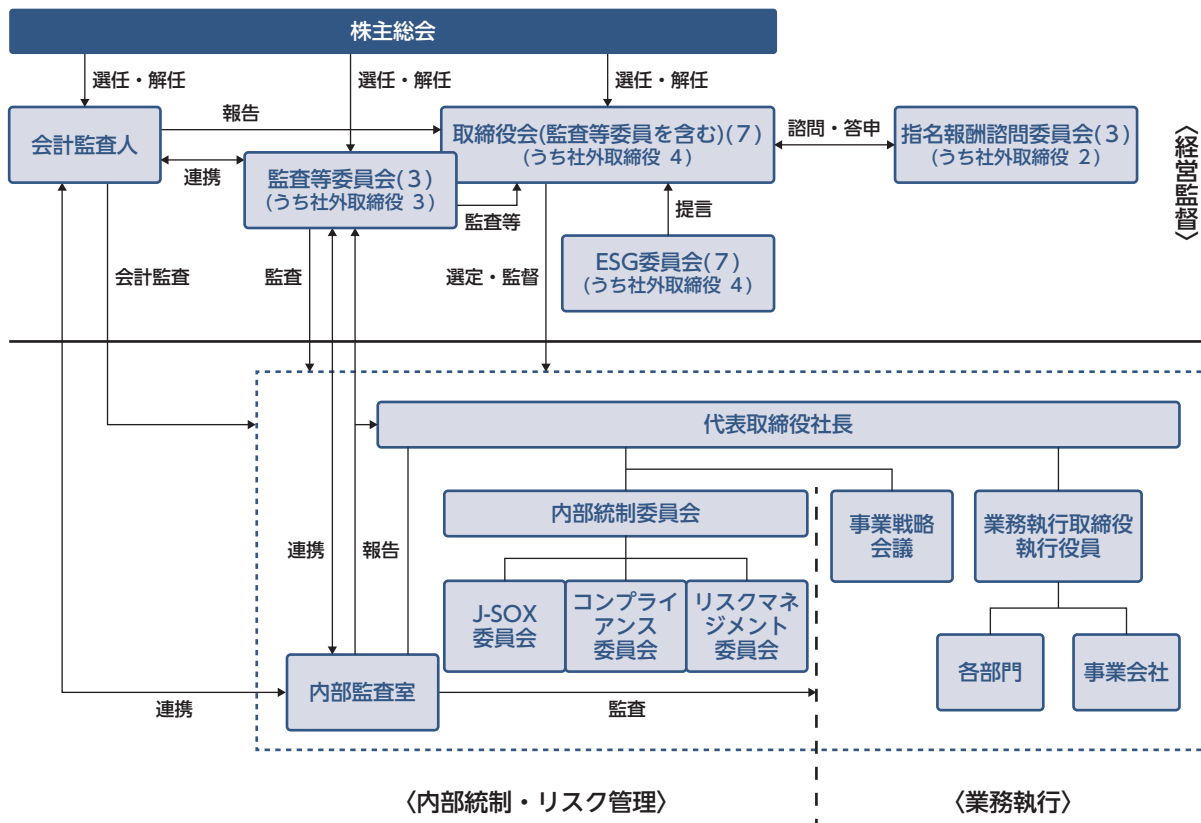 株主総会
選任・解任
選任・解任
選任・解任
会計監査人
報告
取締役会(監査等委員を含む)(7)
(うち社外取締役 4)
諮問・答申
指名報酬諮問委員会(3)
(うち社外取締役 2)
〈経営監督〉
連携
監査等委員会(3)
(うち社外取締役 3)
監査等
提言
会計監査
監査
選定・監督
ESG委員会(7)
(うち社外取締役 4)
代表取締役社長
内部統制委員会
事業戦略
会議
業務執行取締役
執行役員
連携
報告
J-SOX
委員会
コンプライ
アンス
委員会
リスクマネ
ジメント
委員会
内部監査室
各部門
事業会社
連携
監査
〈内部統制・リスク管理〉
〈業務執行〉